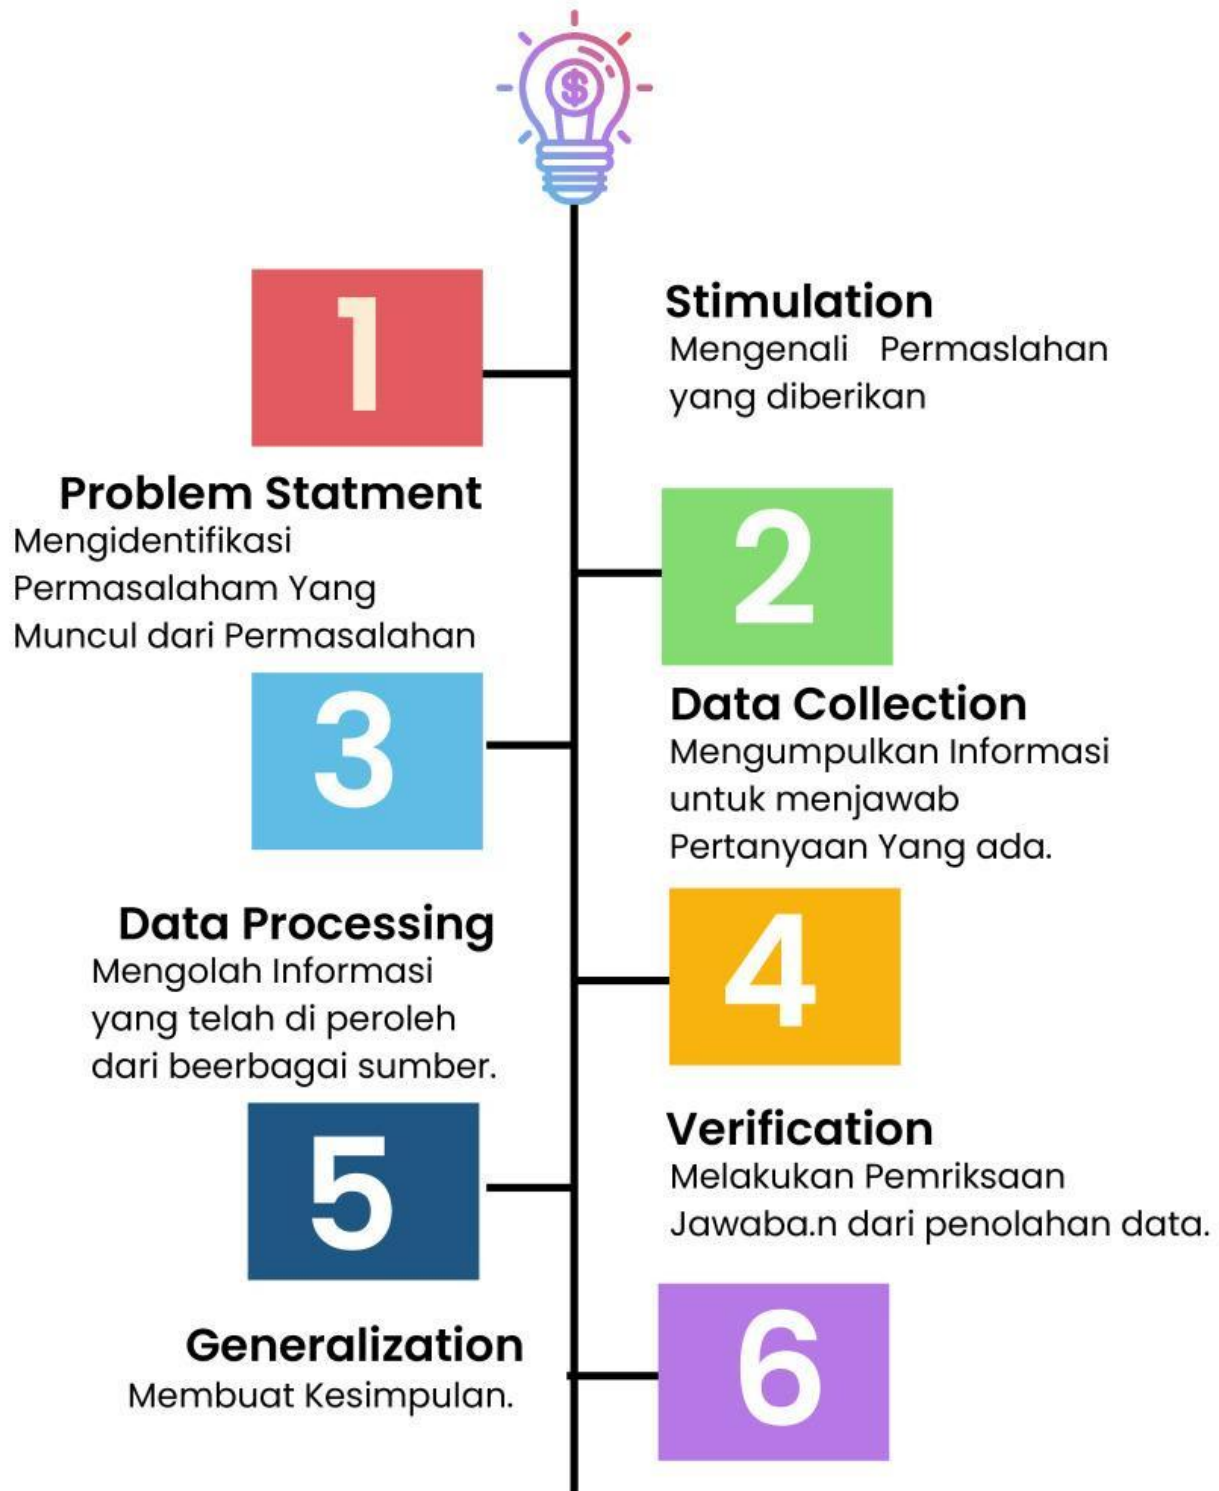 $
1
Stimulation
Mengenali Permaslahan
yang diberikan
2
Problem Statment
Mengidentifikasi
Permasalaham Yang
Muncul dari Permasalahan
3
Data Collection
Mengumpulkan Informasi
untuk menjawab
Pertanyaan Yang ada.
4
Data Processing
Mengolah Informasi
yang telah di peroleh
dari beerbagai sumber.
5
Verification
Melakukan Pemriksaan
Jawaba.n dari penolahan data.
6
Generalization
Membuat Kesimpulan.